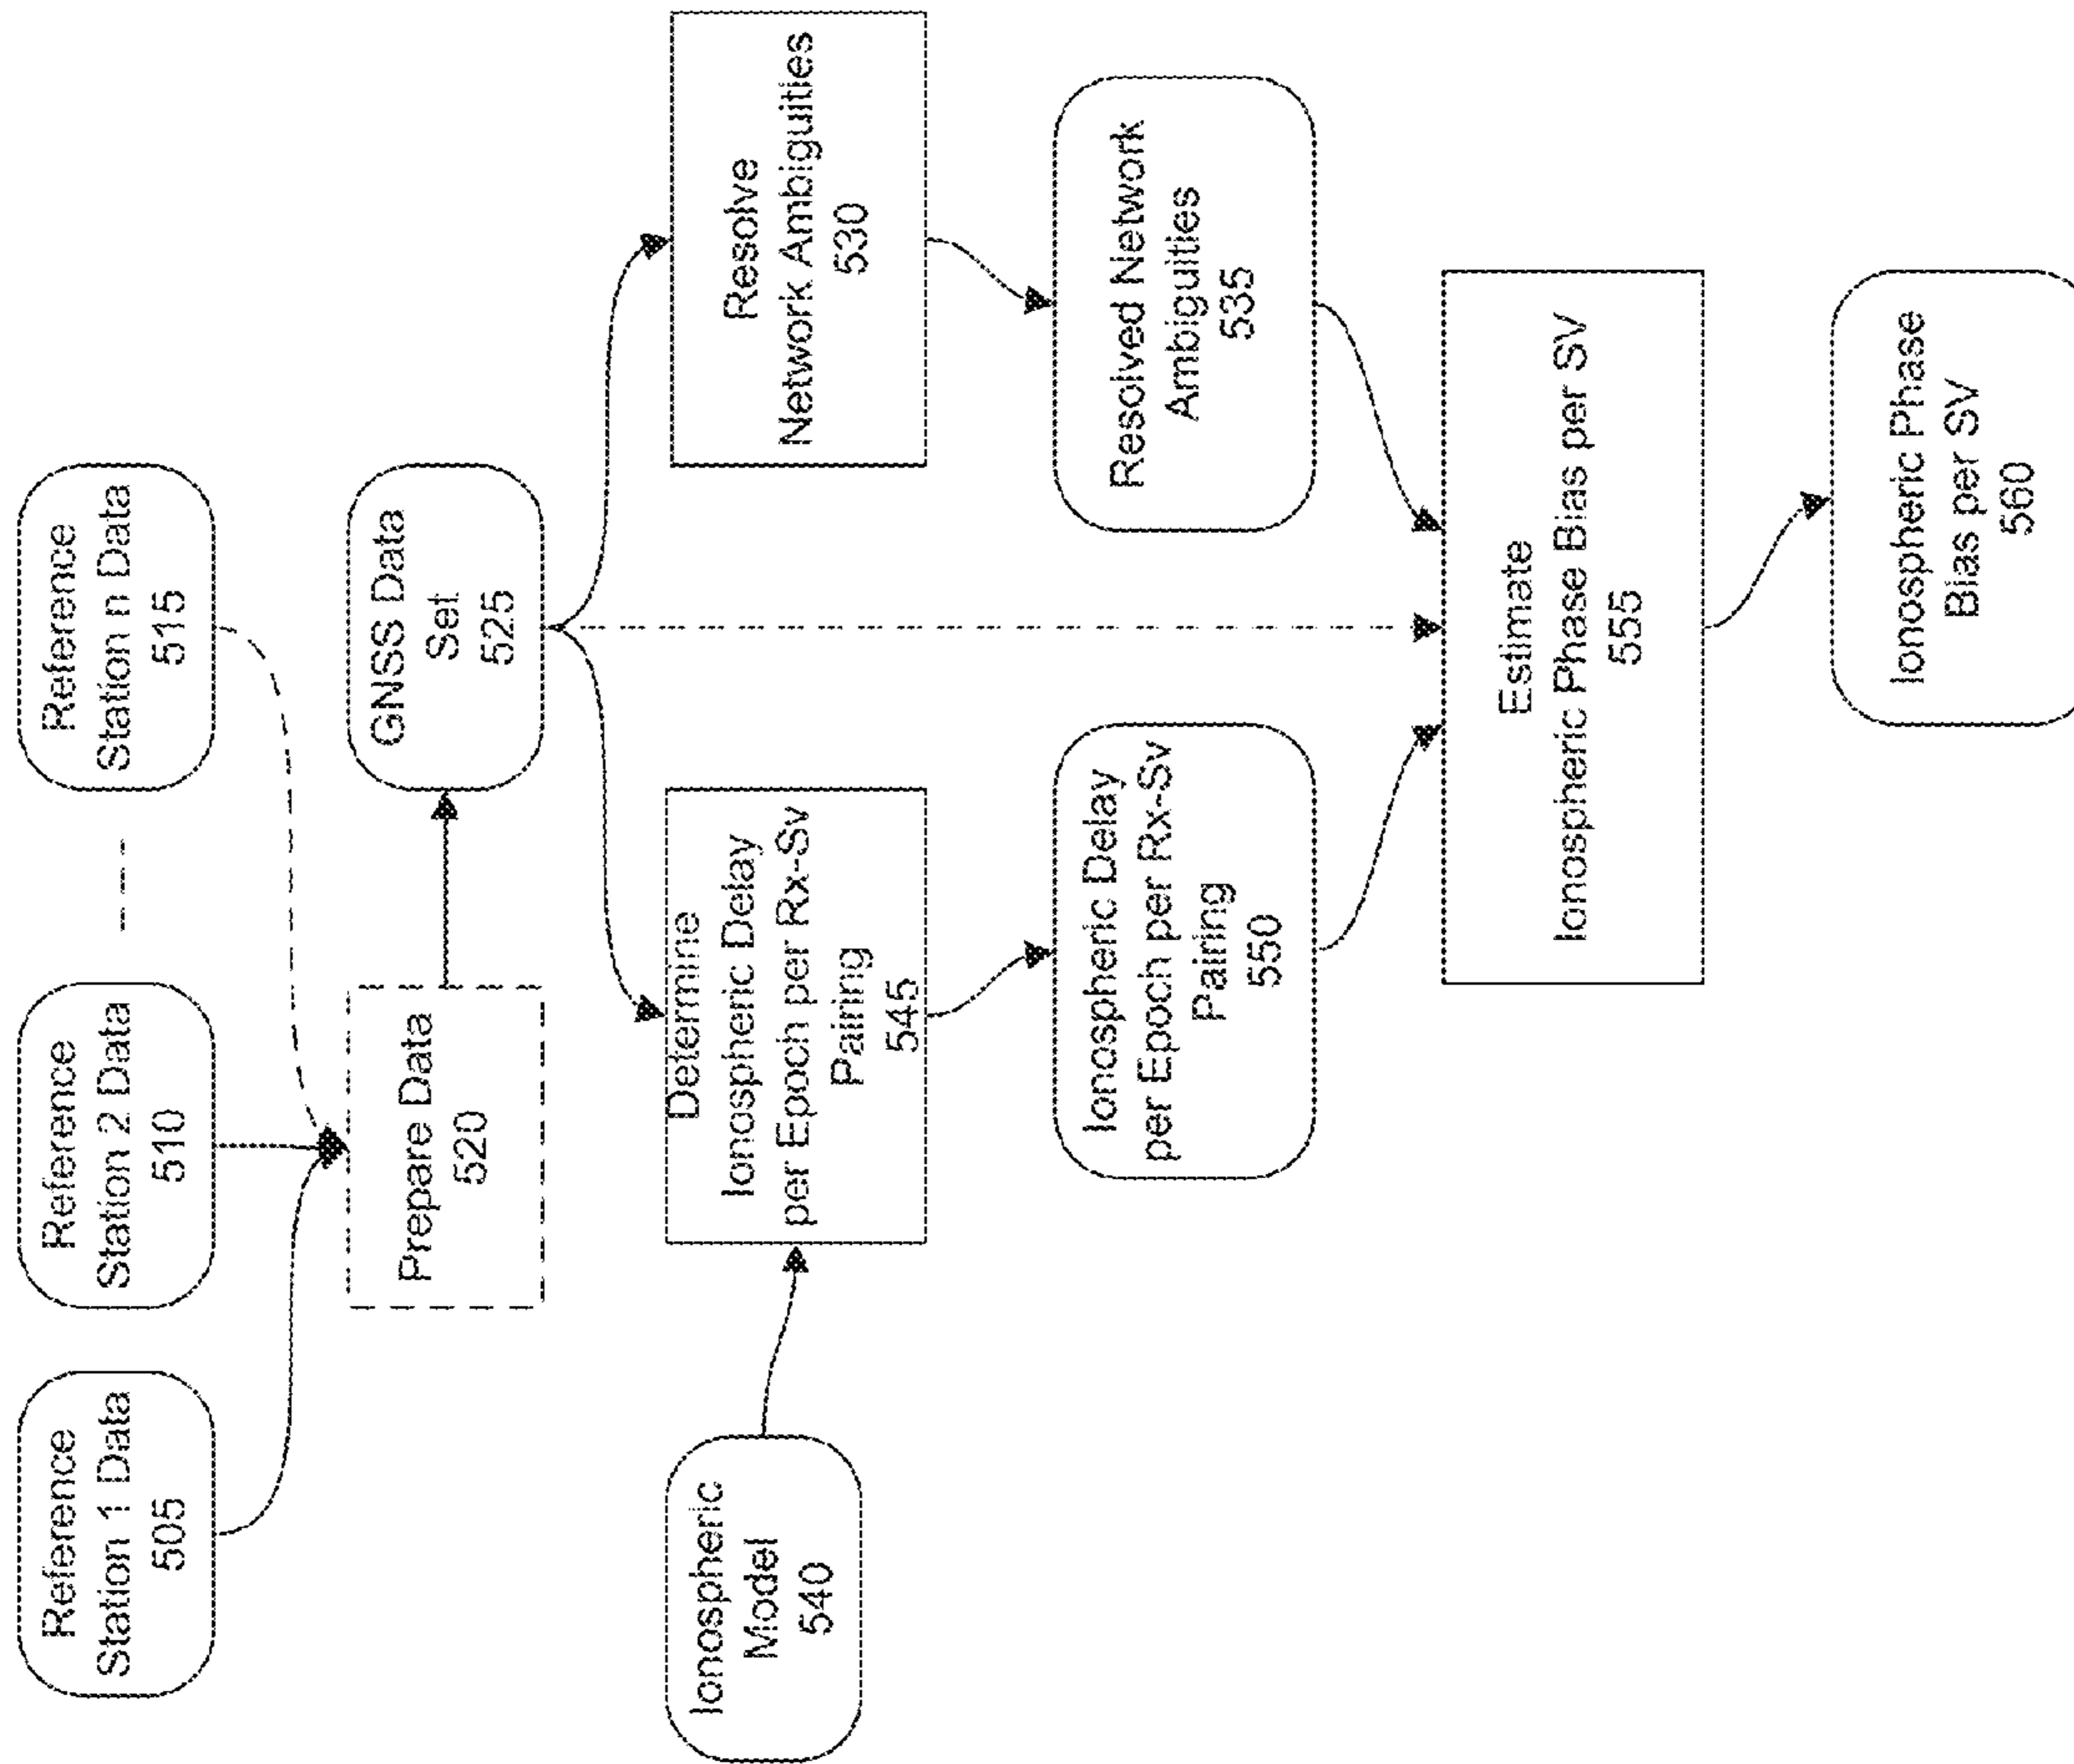 Reference
Station 1 Data
505
Reference
Station 2 Data
510
Reference
Station n Data
515
Prepare Data
520
GNSS Data
Set
525
Ionospheric
Model
540
Determine
Ionospheric Delay
per Epoch per Rx-Sv
Pairing
545
Resolve
Network Ambiguities
530
Ionospheric Delay
per Epoch per Rx-Sv
Pairing
550
Resolved Network
Ambiguities
535
Estimate
Ionospheric Phase Bias per SV
555
Ionospheric Phase
Bias per SV
560